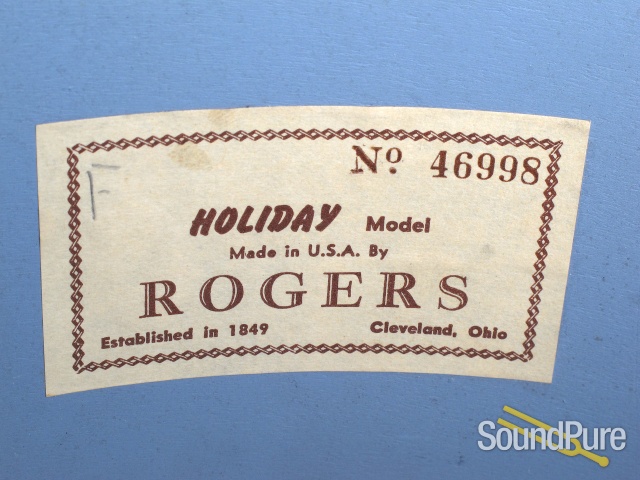 F
Nº 46998
HOLIDAY Model
Made in U.S.A. By
ROGERS
Established in 1849 Cleveland, Ohio
SoundPure